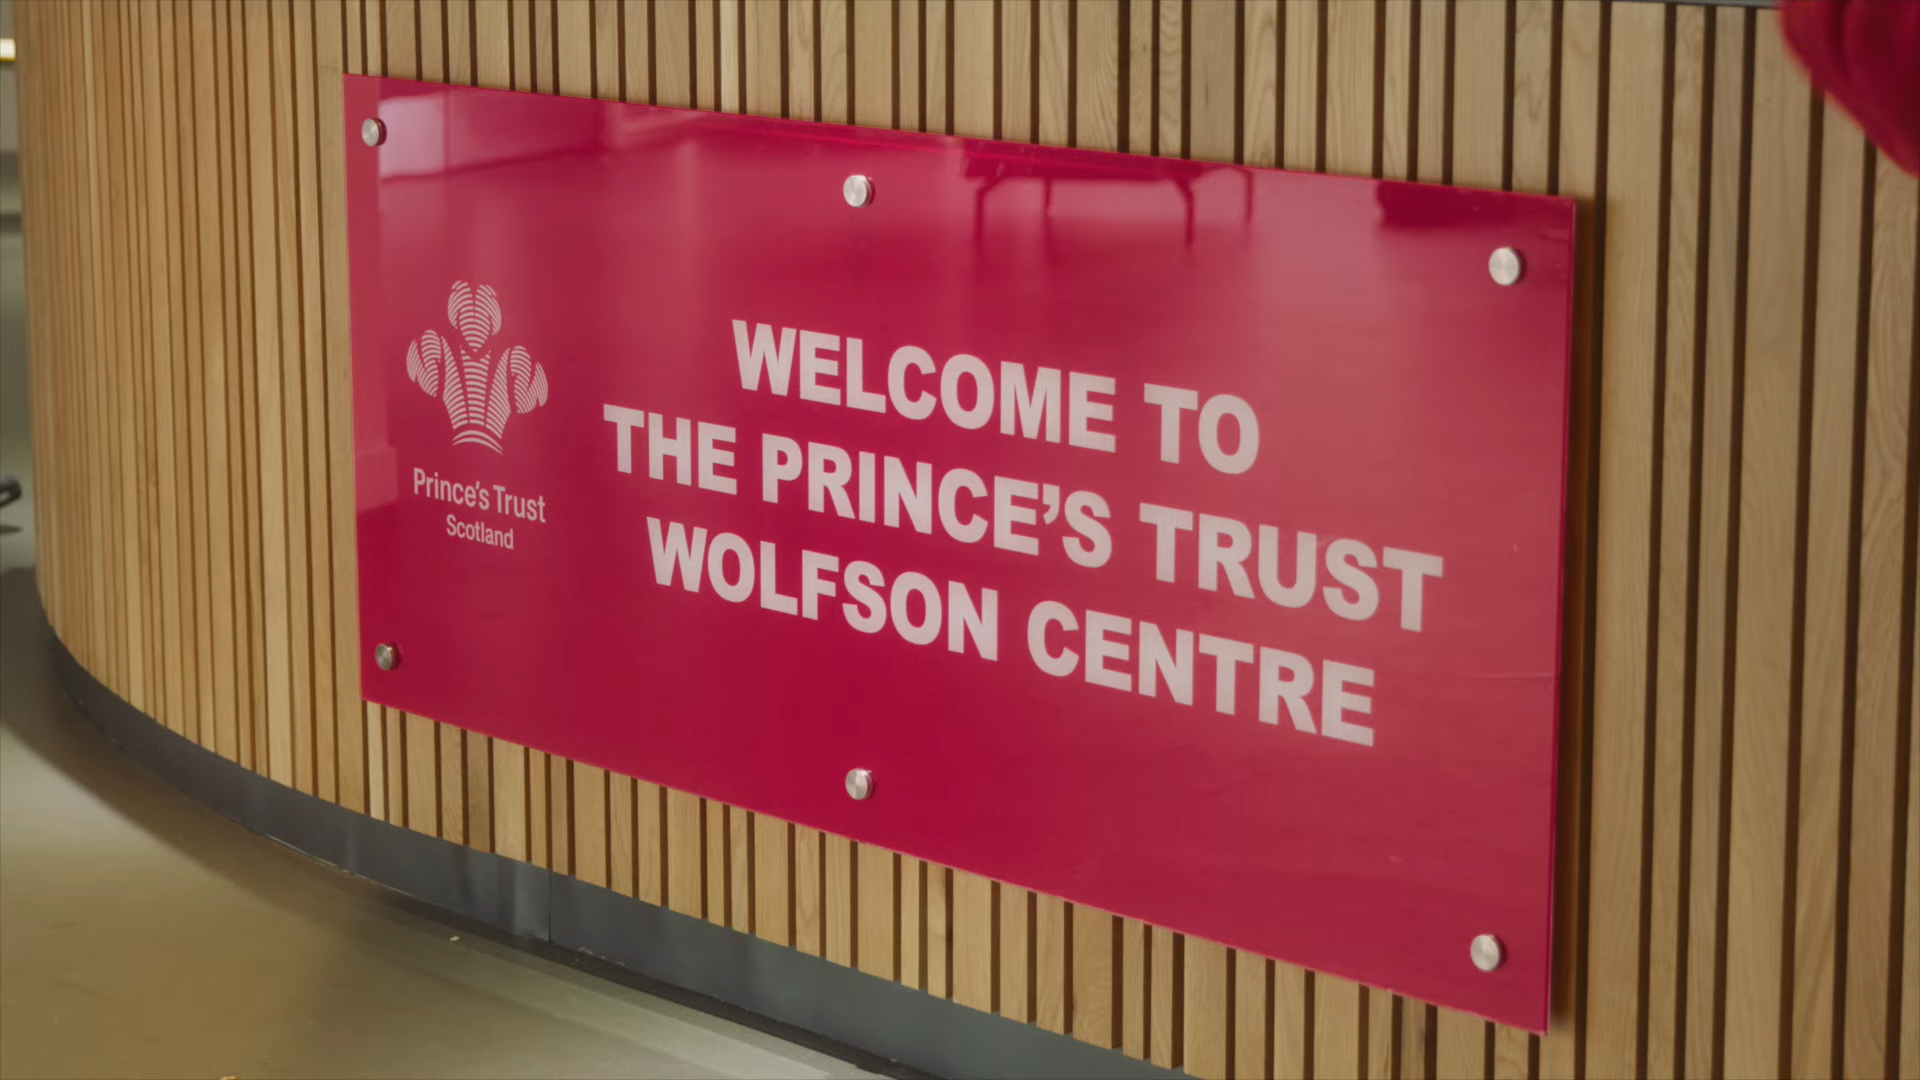 Prince's Trust
Scotland
WELCOME TO
THE PRINCE'S TRUST
WOLFSON CENTRE